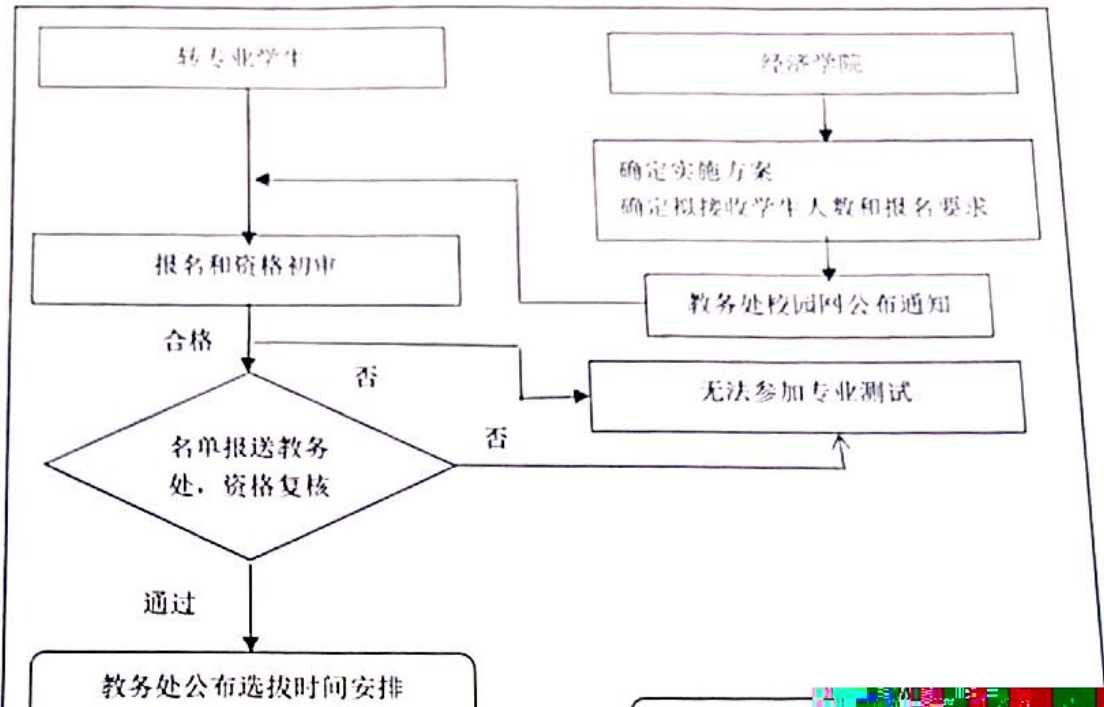 转专业学生
经济学院
确定实施方案
确定拟接收学生人数和报名要求
报名和资格初审
教务处校园网公布通知
合格
否
无法参加专业测试
否
名单报送教务
处，资格复核
通过
教务处公布选拔时间安排